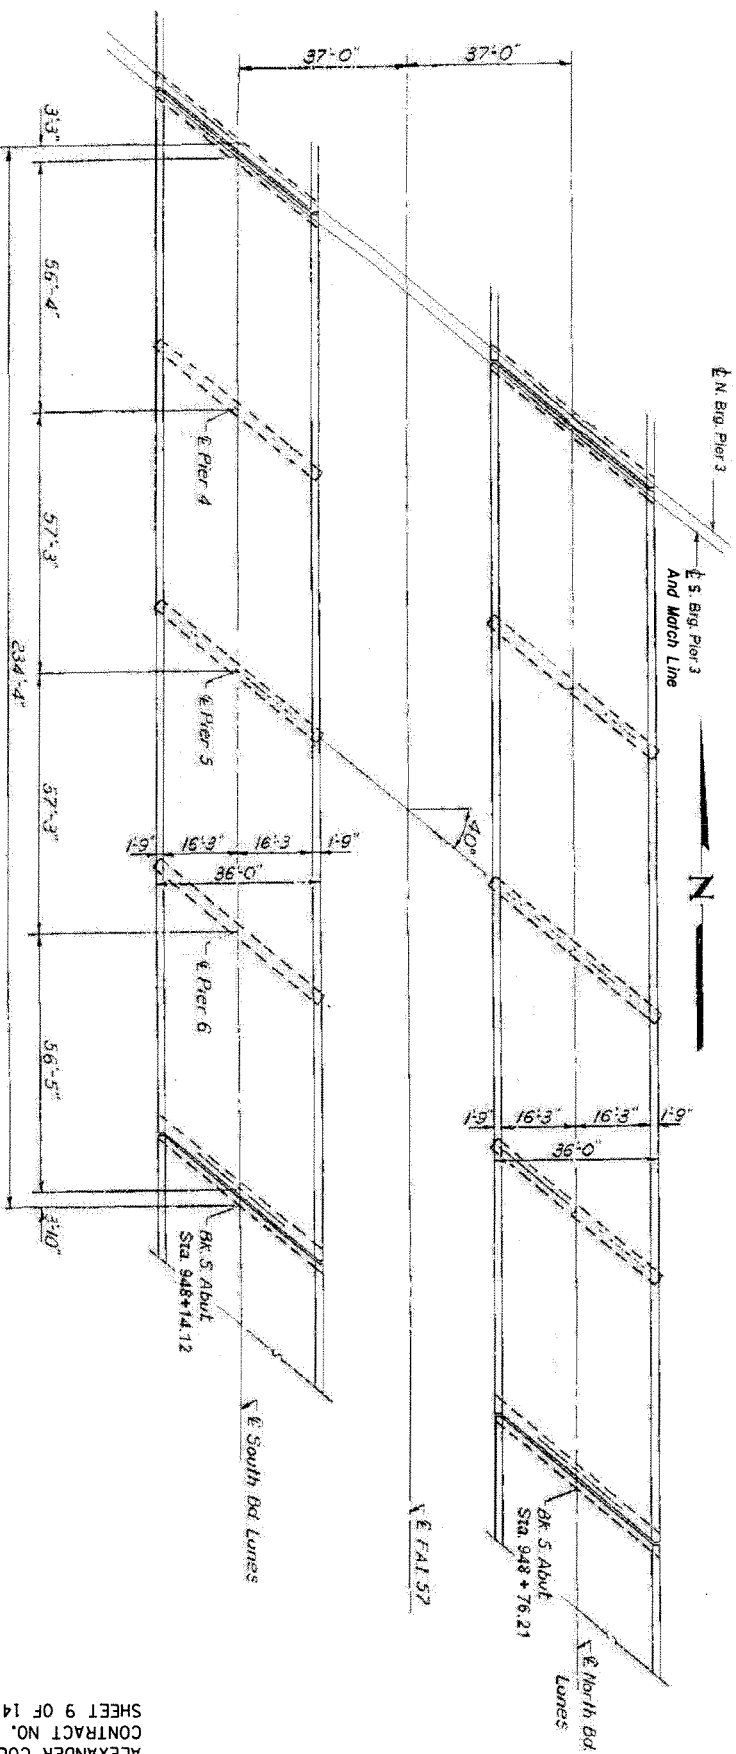 37'-0"
37'-0"
3'-3"
56'-4"
57'-3"
57'-3"
56'-5"
3'-10"
234'-4"
℄ N. Brg. Pier 3
℄ S. Brg. Pier 3
And Match Line
N
℄ Pier 4
℄ Pier 5
℄ Pier 6
40°
1'-9"
16'-3"
16'-3
1'-9"
36'-0"
1'-9"
16'-3"
16'-3"
1'-9"
36'-0"
Bk. S. Abut
Sta. 948+14.12
Bk. S. Abut
Sta. 948 + 76.21
℄ South Bd. Lanes
℄ F.A.I. 57
℄ North Bd.
Lanes
CONTRACT NO.
SHEET 9 OF 14